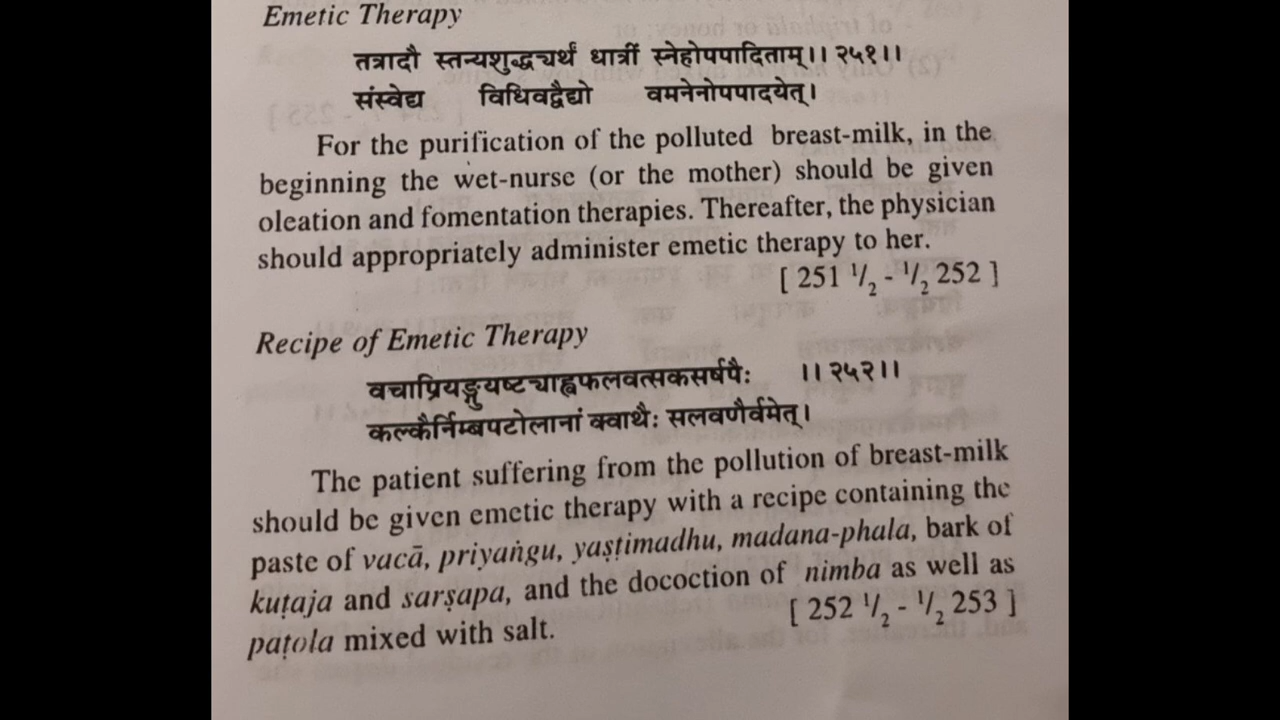 Emetic Therapy
तत्रादौ स्तन्यशुद्ध्यर्थं धात्रीं स्नेहोपपादिताम्।। २५१।।
संस्वेद्य विधिवद्वैद्यो वमनेनोपपादयेत्।
For the purification of the polluted breast-milk, in the
beginning the wet-nurse (or the mother) should be given
oleation and fomentation therapies. Thereafter, the physician
should appropriately administer emetic therapy to her.
[ 251 1/2 - 1/2 252 ]
Recipe of Emetic Therapy
वचाप्रियङ्गुयष्ट्याह्वफलवत्सकसर्षपैः ।। २५२।।
कल्कैर्निम्बपटोलानां क्वाथैः सलवणैर्वमेत्।
The patient suffering from the pollution of breast-milk
should be given emetic therapy with a recipe containing the
paste of vacā, priyaṅgu, yaṣṭimadhu, madana-phala, bark of
kuṭaja and sarṣapa, and the docoction of nimba as well as
paṭola mixed with salt.
[ 252 1/2 - 1/2 253 ]